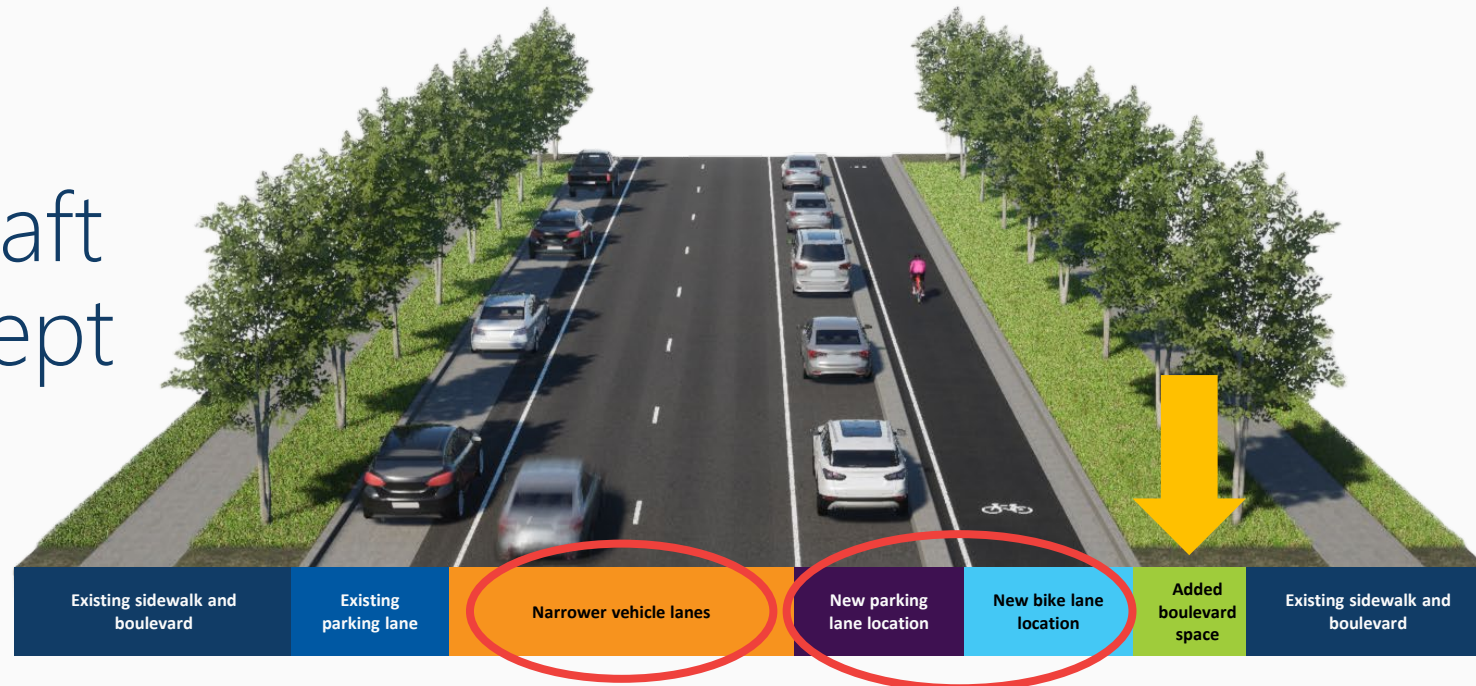 aft
ept
Existing sidewalk and
boulevard
Existing
parking lane
Narrower vehicle lanes
New parking
lane location
New bike lane
location
Added
boulevard
space
Existing sidewalk and
boulevard